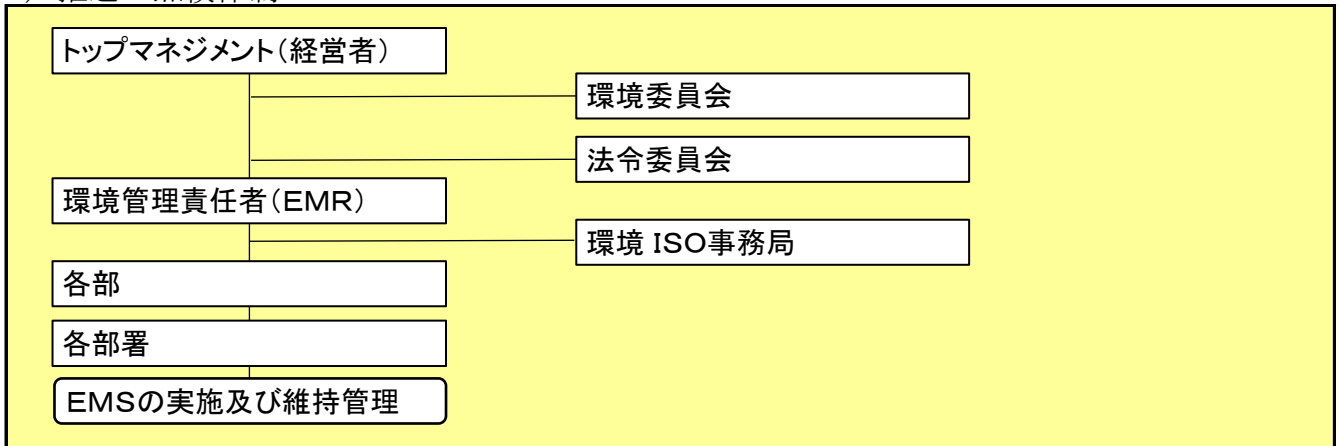 トップマネジメント(経営者)
環境委員会
法令委員会
環境管理責任者(EMR)
環境 ISO事務局
各部
各部署
EMSの実施及び維持管理